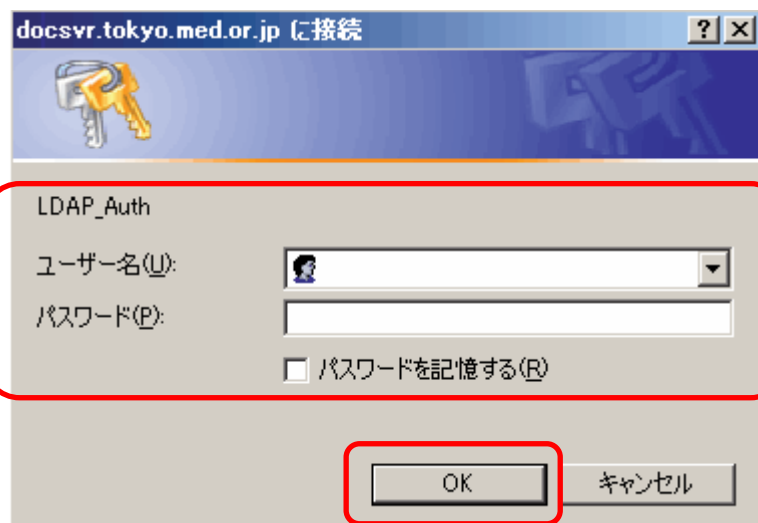 docsvr.tokyo.med.or.jp に接続
LDAP_Auth
ユーザー名(U):
パスワード(P):
パスワードを記憶する(R)
OK キャンセル